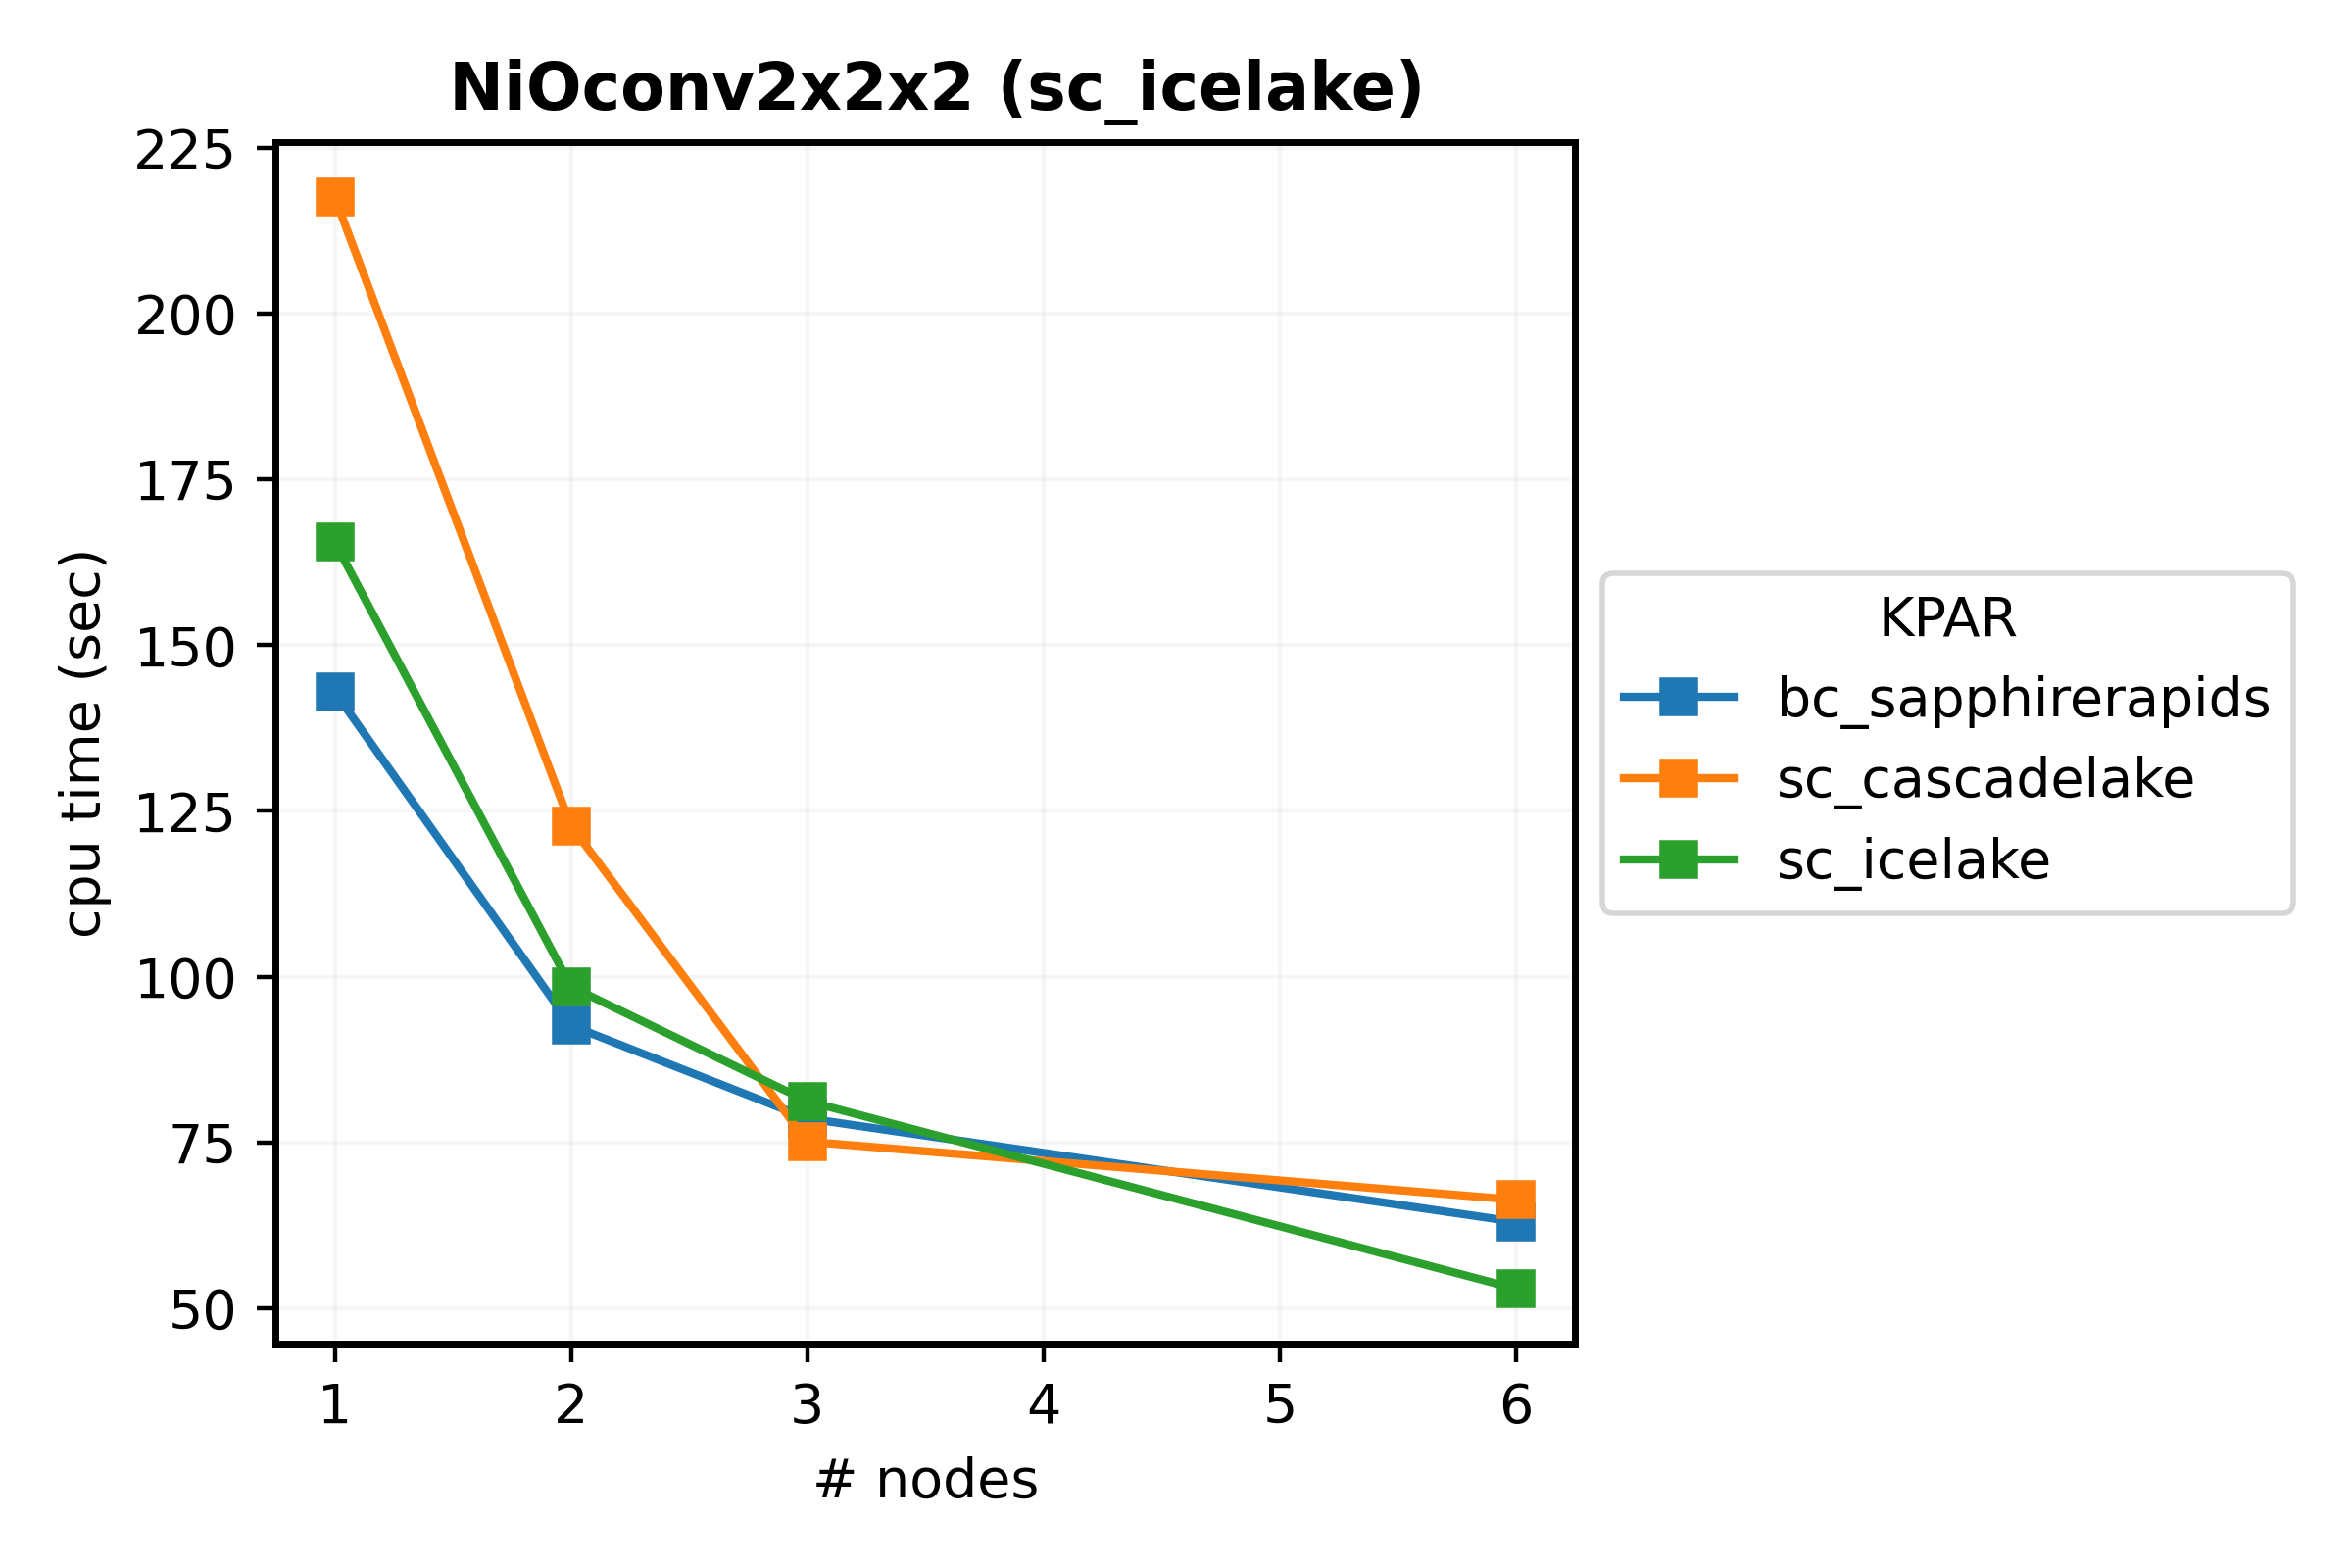 NiOconv2x2x2 (sc_icelake)
225
200
175
150
125
100
75
50
cpu time (sec)
1 2 3 4 5 6
# nodes
KPAR
bc_sapphirerapids
sc_cascadelake
sc_icelake